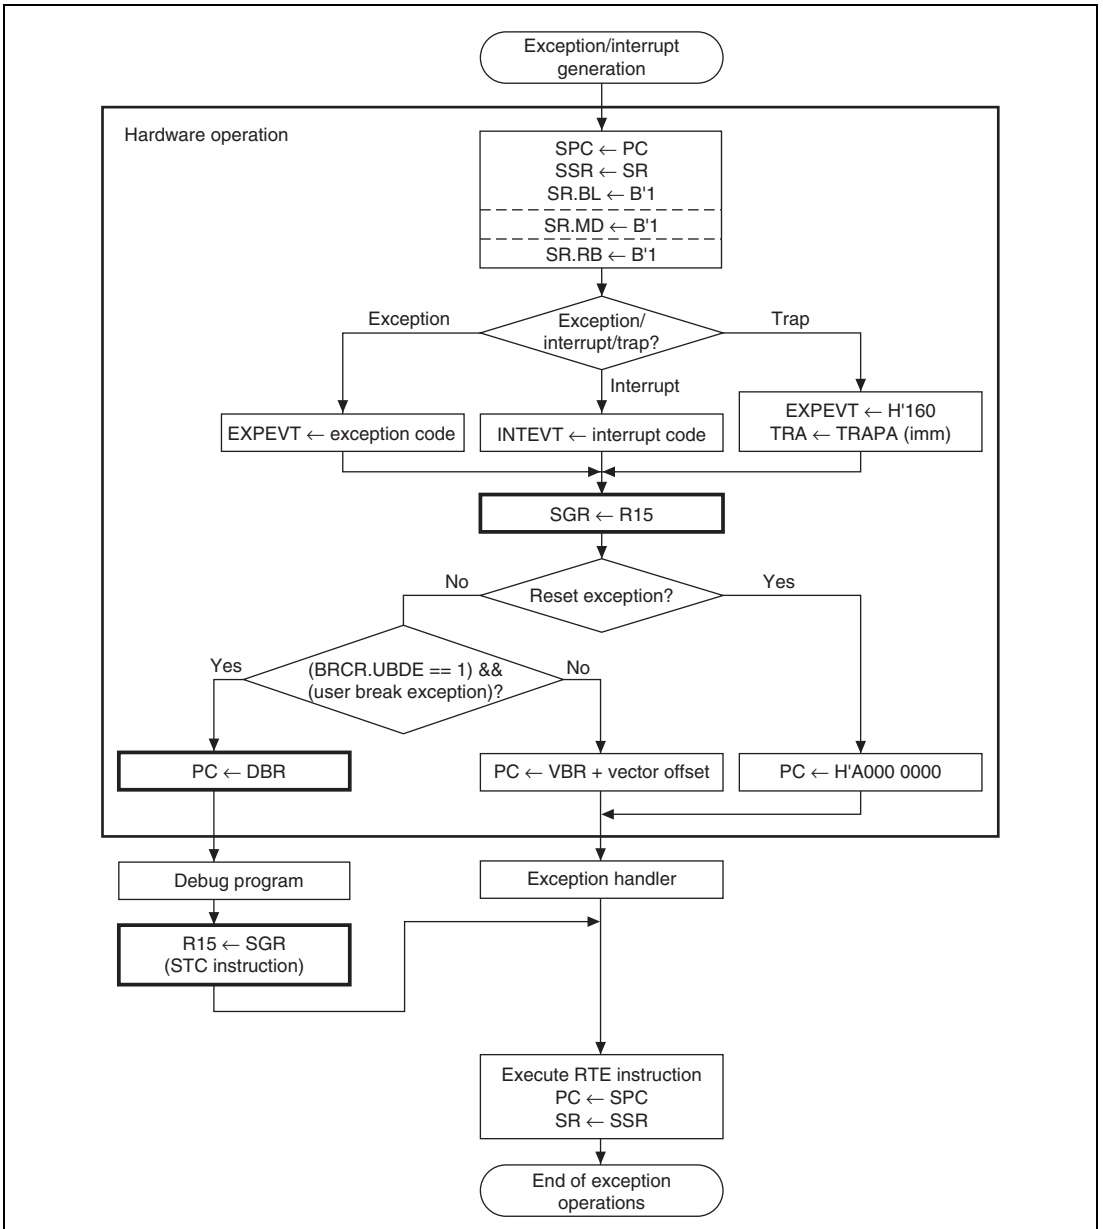 Exception/interrupt
generation
Hardware operation
SPC ← PC
SSR ← SR
SR.BL ← B'1
SR.MD ← B'1
SR.RB ← B'1
Exception/
interrupt/trap?
Exception
Interrupt
Trap
EXPEVT ← exception code
INTEVT ← interrupt code
EXPEVT ← H'160
TRA ← TRAPA (imm)
SGR ← R15
Reset exception?
No
Yes
(BRCR.UBDE == 1) &&
(user break exception)?
Yes
No
PC ← DBR
PC ← VBR + vector offset
PC ← H'A000 0000
Debug program
Exception handler
R15 ← SGR
(STC instruction)
Execute RTE instruction
PC ← SPC
SR ← SSR
End of exception
operations